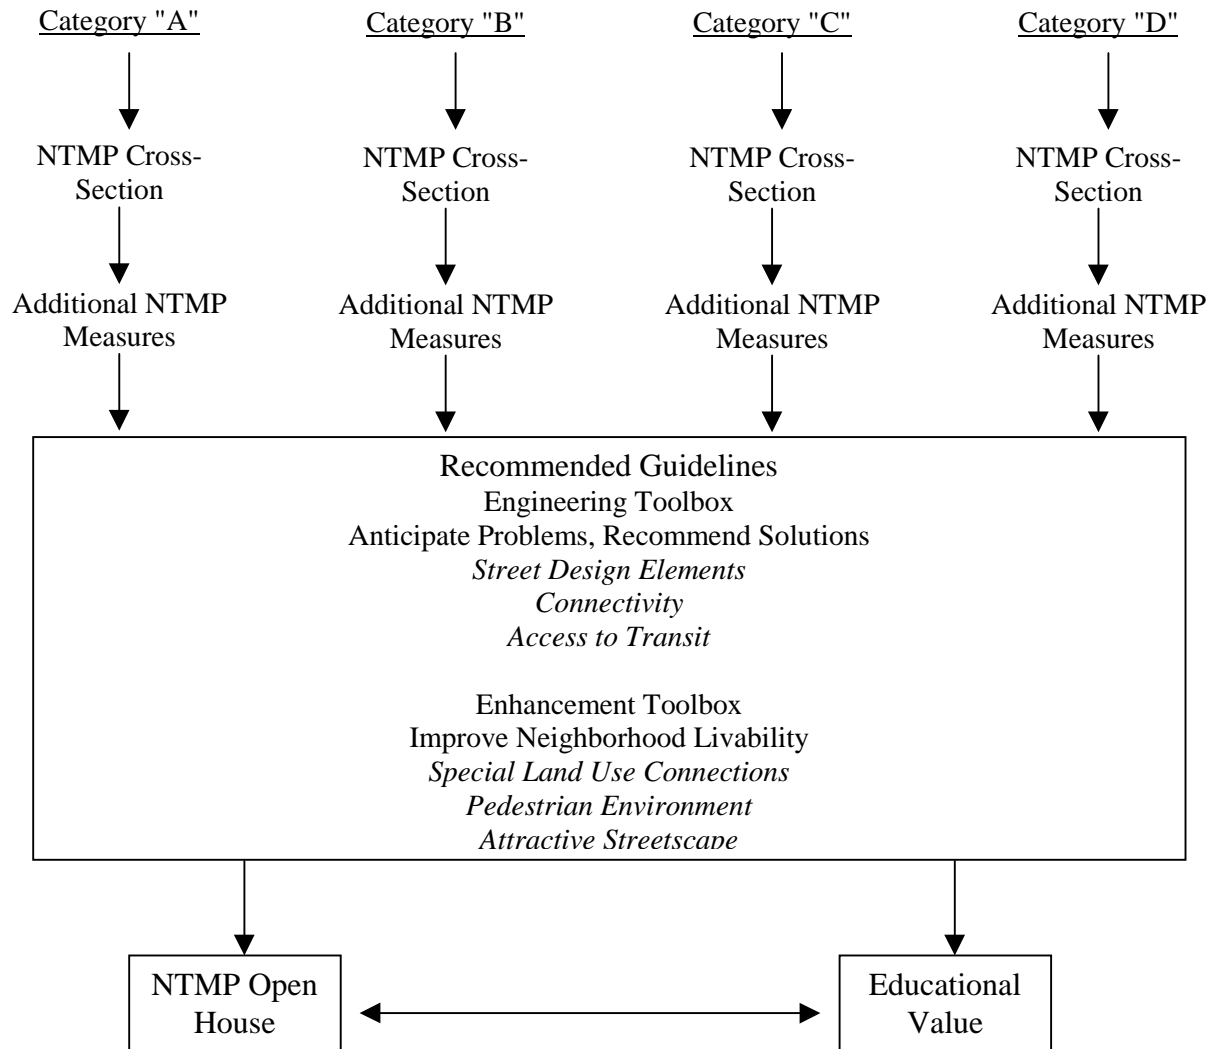 Category "A" Category "B" Category "C" Category "D"
NTMP Cross- NTMP Cross- NTMP Cross- NTMP Cross-
Section Section Section Section
Additional NTMP Additional NTMP Additional NTMP Additional NTMP
Measures Measures Measures Measures
Recommended Guidelines
Engineering Toolbox
Anticipate Problems, Recommend Solutions
Street Design Elements
Connectivity
Access to Transit
Enhancement Toolbox
Improve Neighborhood Livability
Special Land Use Connections
Pedestrian Environment
Attractive Streetscape
NTMP Open Educational
House Value